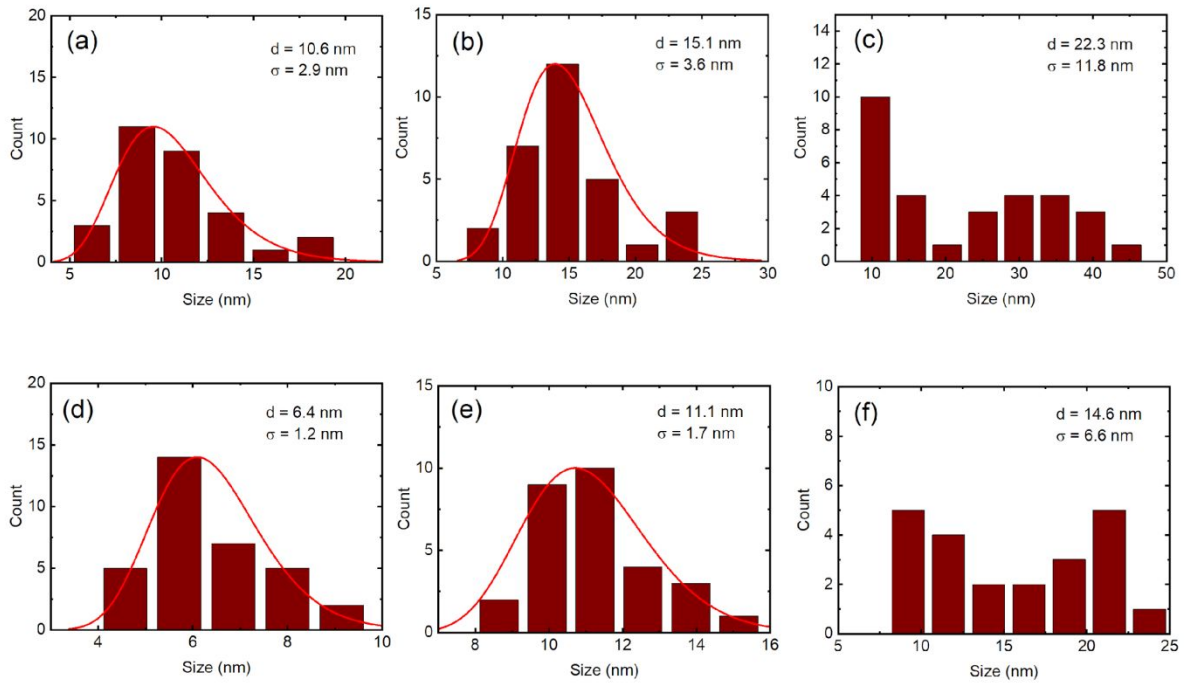 (a)
d = 10.6 nm
σ = 2.9 nm
Count
20
15
10
5
0
5
10
15
20
Size (nm)
(b)
d = 15.1 nm
σ = 3.6 nm
Count
15
10
5
0
10
15
20
25
30
Size (nm)
(c)
d = 22.3 nm
σ = 11.8 nm
Count
14
12
10
8
6
4
2
0
10
20
30
40
50
Size (nm)
(d)
d = 6.4 nm
σ = 1.2 nm
Count
20
15
10
5
0
4
6
8
10
Size (nm)
(e)
d = 11.1 nm
σ = 1.7 nm
Count
15
10
5
0
8
10
12
14
16
Size (nm)
(f)
d = 14.6 nm
σ = 6.6 nm
Count
10
8
6
4
2
0
5
10
15
20
25
Size (nm)